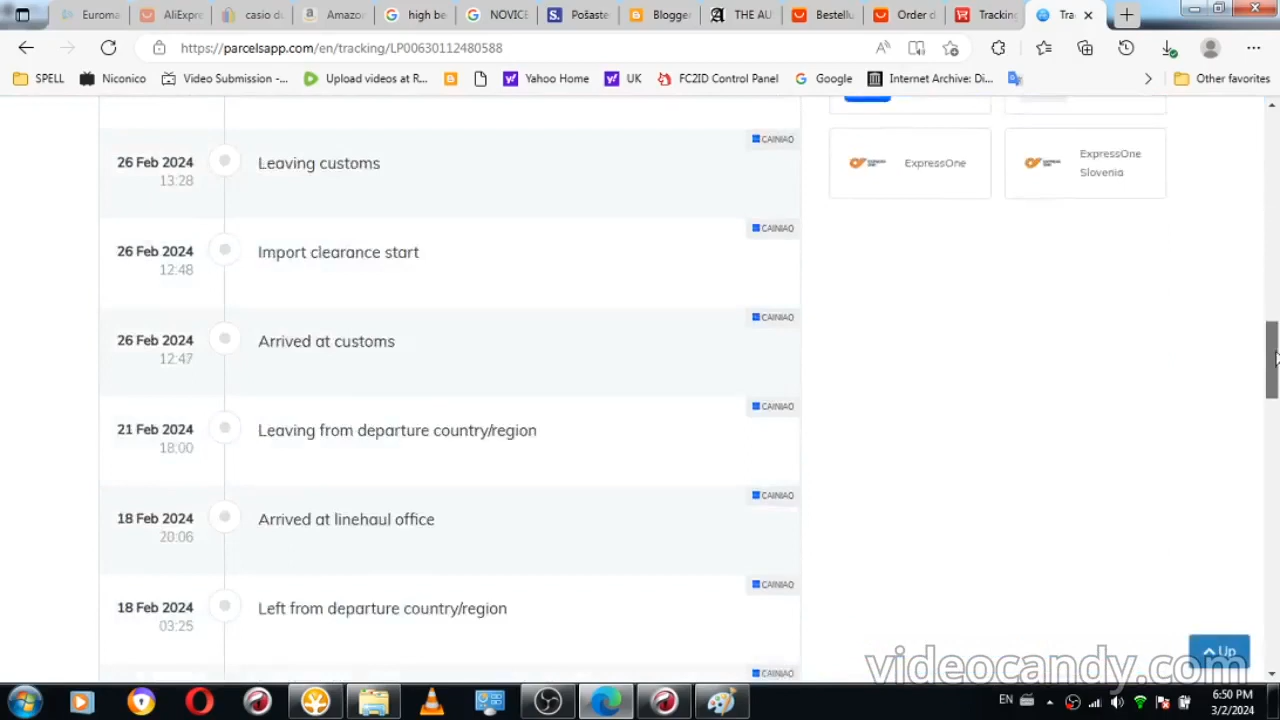 Euroma
AliExpre
casio du
Amazo
high be
NOVICE
Pošaste
Blogge
THE AU
Bestellu
Order d
Tracking
Tra
https://parcelsapp.com/en/tracking/LP00630112480588
SPELL
Niconico
Video Submission -...
Upload videos at R...
Yahoo Home
UK
FC2ID Control Panel
Google
Internet Archive: Di...
Other favorites
CAINIAO
26 Feb 2024
Leaving customs
13:28
ExpressOne
ExpressOne
Slovenia
CAINIAO
26 Feb 2024
Import clearance start
12:48
CAINIAO
26 Feb 2024
Arrived at customs
12:47
CAINIAO
21 Feb 2024
Leaving from departure country/region
18:00
CAINIAO
18 Feb 2024
Arrived at linehaul office
20:06
CAINIAO
18 Feb 2024
Left from departure country/region
03:25
Up
CAINIAO
videocandy.com
EN
6:50 PM
3/2/2024